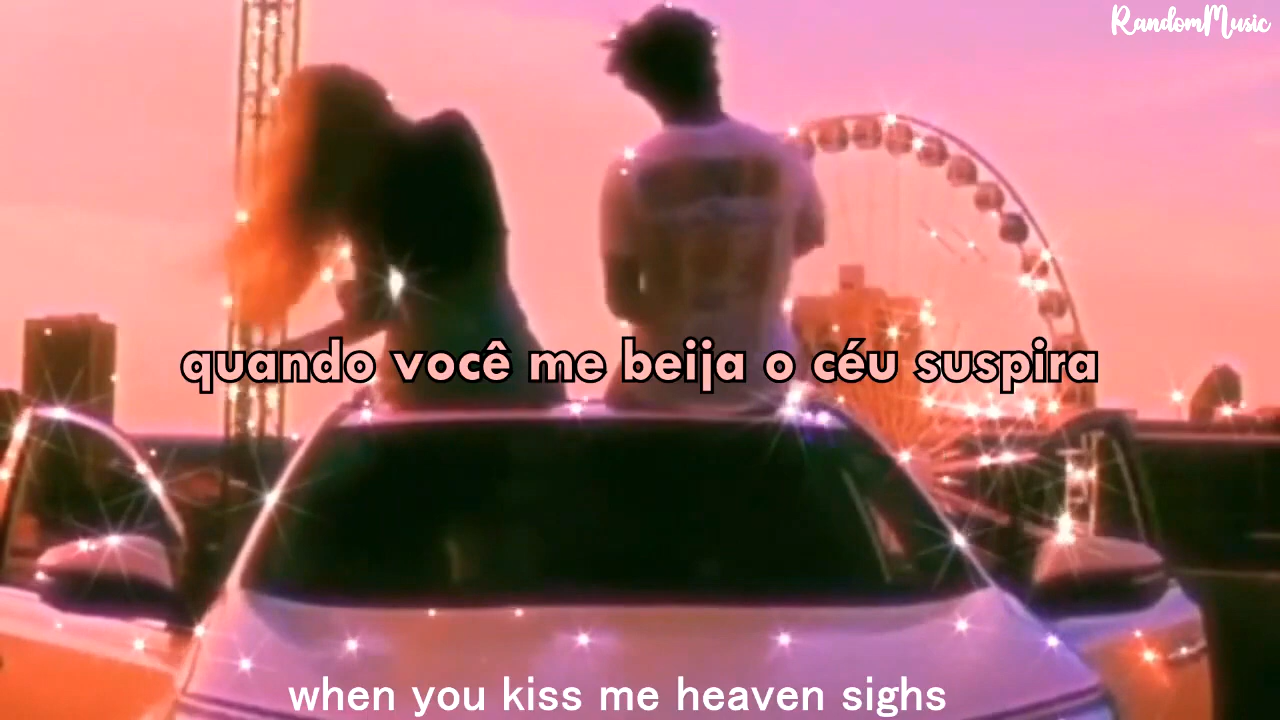 RandomMusic
quando você me beija o céu suspira
when you kiss me heaven sighs